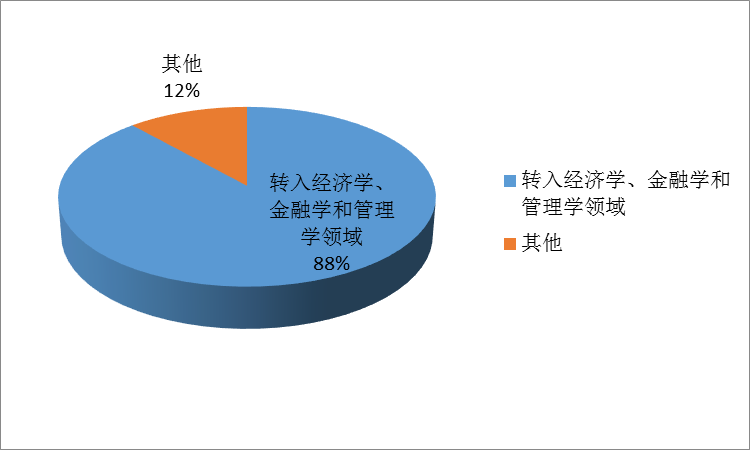 其他
12%
转入经济学、
金融学和管理
学领域
88%
转入经济学、金融学和
管理学领域
其他